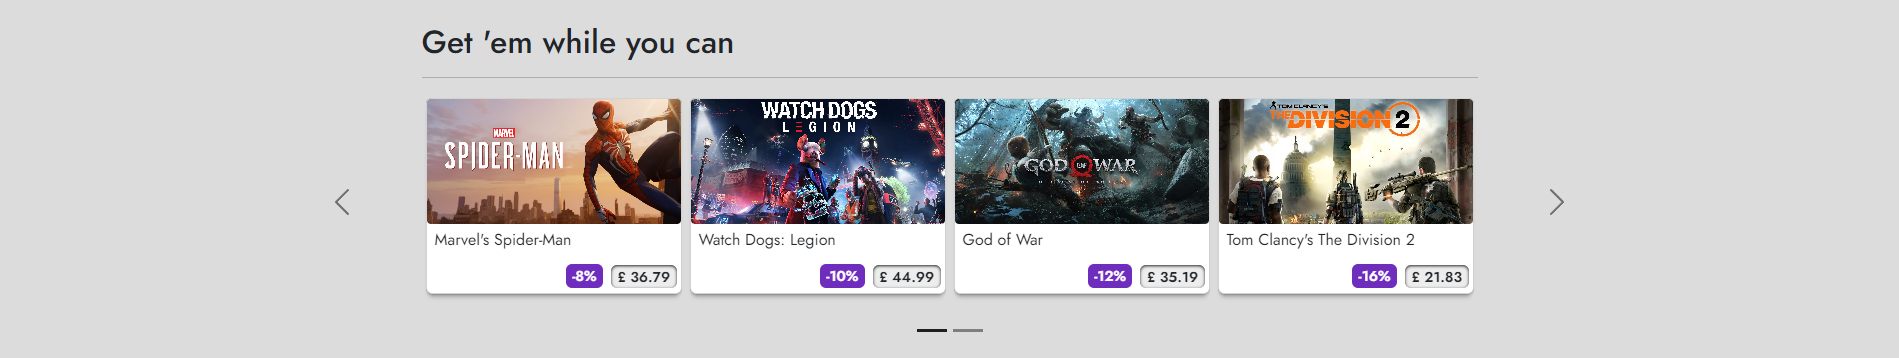 Get 'em while you can
MARVEL
SPIDER-MAN
WATCH DOGS
LEGION
GOD OF WAR
TOM CLANCY'S
THE DIVISION 2
Marvel's Spider-Man
Watch Dogs: Legion
God of War
Tom Clancy's The Division 2
-8% £ 36.79
-10% £ 44.99
-12% £ 35.19
-16% £ 21.83